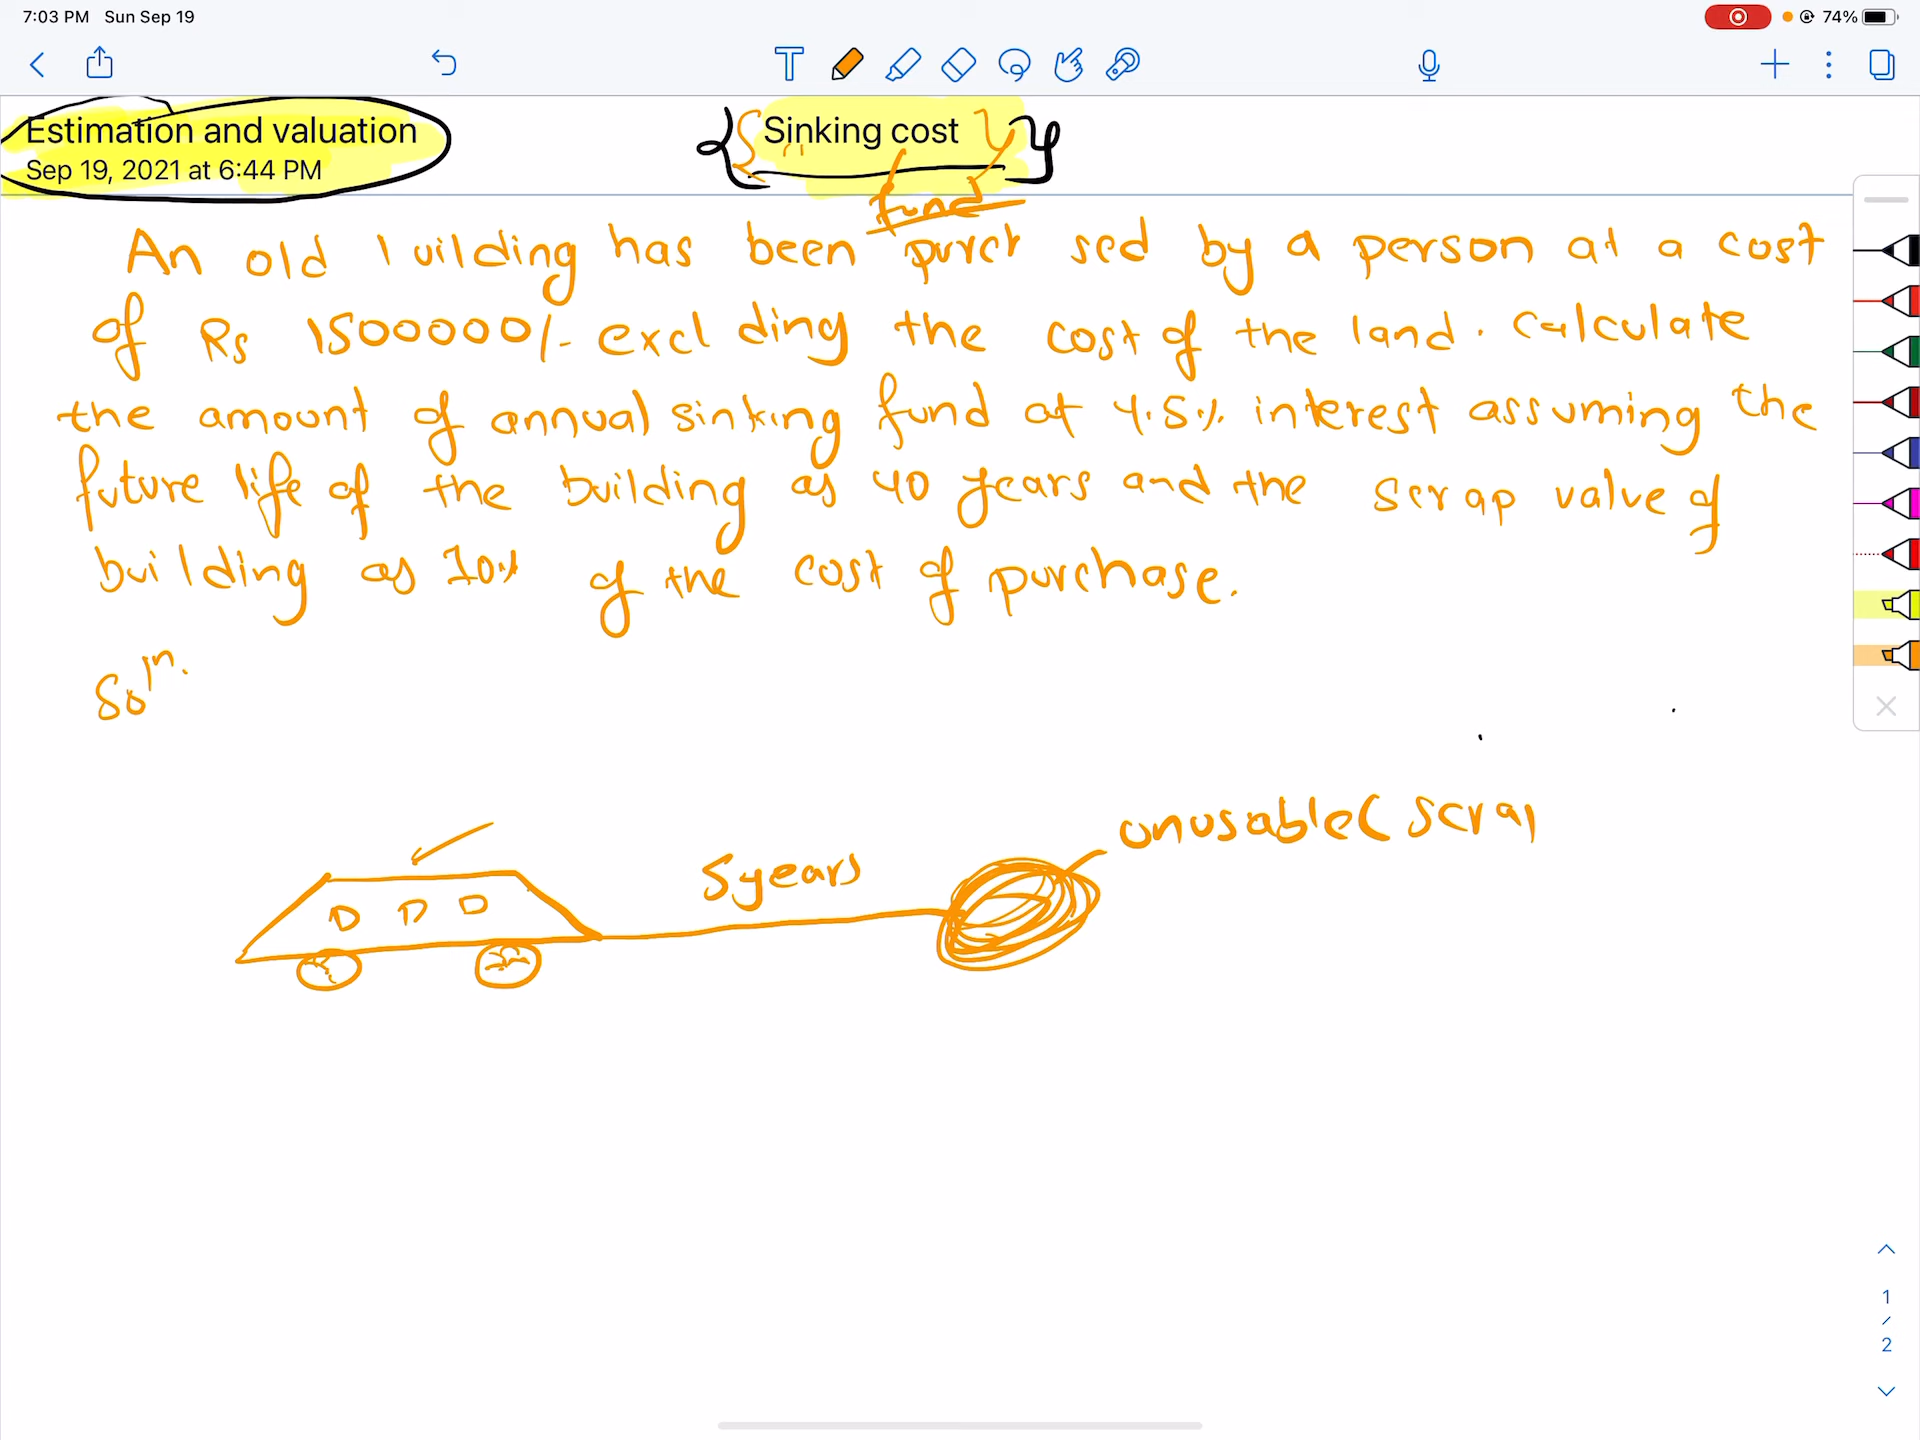 7:03 PM Sun Sep 19
74%
Estimation and valuation
Sinking cost
Sep 19, 2021 at 6:44 PM
fund
An old uilding has been purch sed by a person at a cost
of Rs 1500000/- excl ding the cost of the land. Calculate
the amount of annual sinking fund at 4.5% interest assuming the
future life of the building as 40 years and the scrap value of
building as 10% of the cost of purchase.
Soln.
unusable( scrap
5years
1
/
2